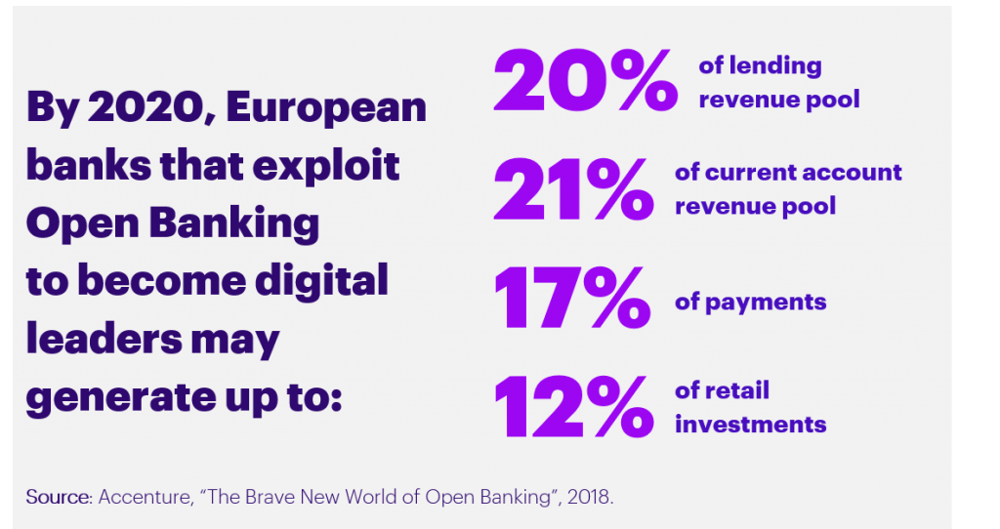 By 2020, European
banks that exploit
Open Banking
to become digital
leaders may
generate up to:
20%
of lending
revenue pool
21%
of current account
revenue pool
17%
of payments
12%
of retail
investments
Source: Accenture, “The Brave New World of Open Banking”, 2018.